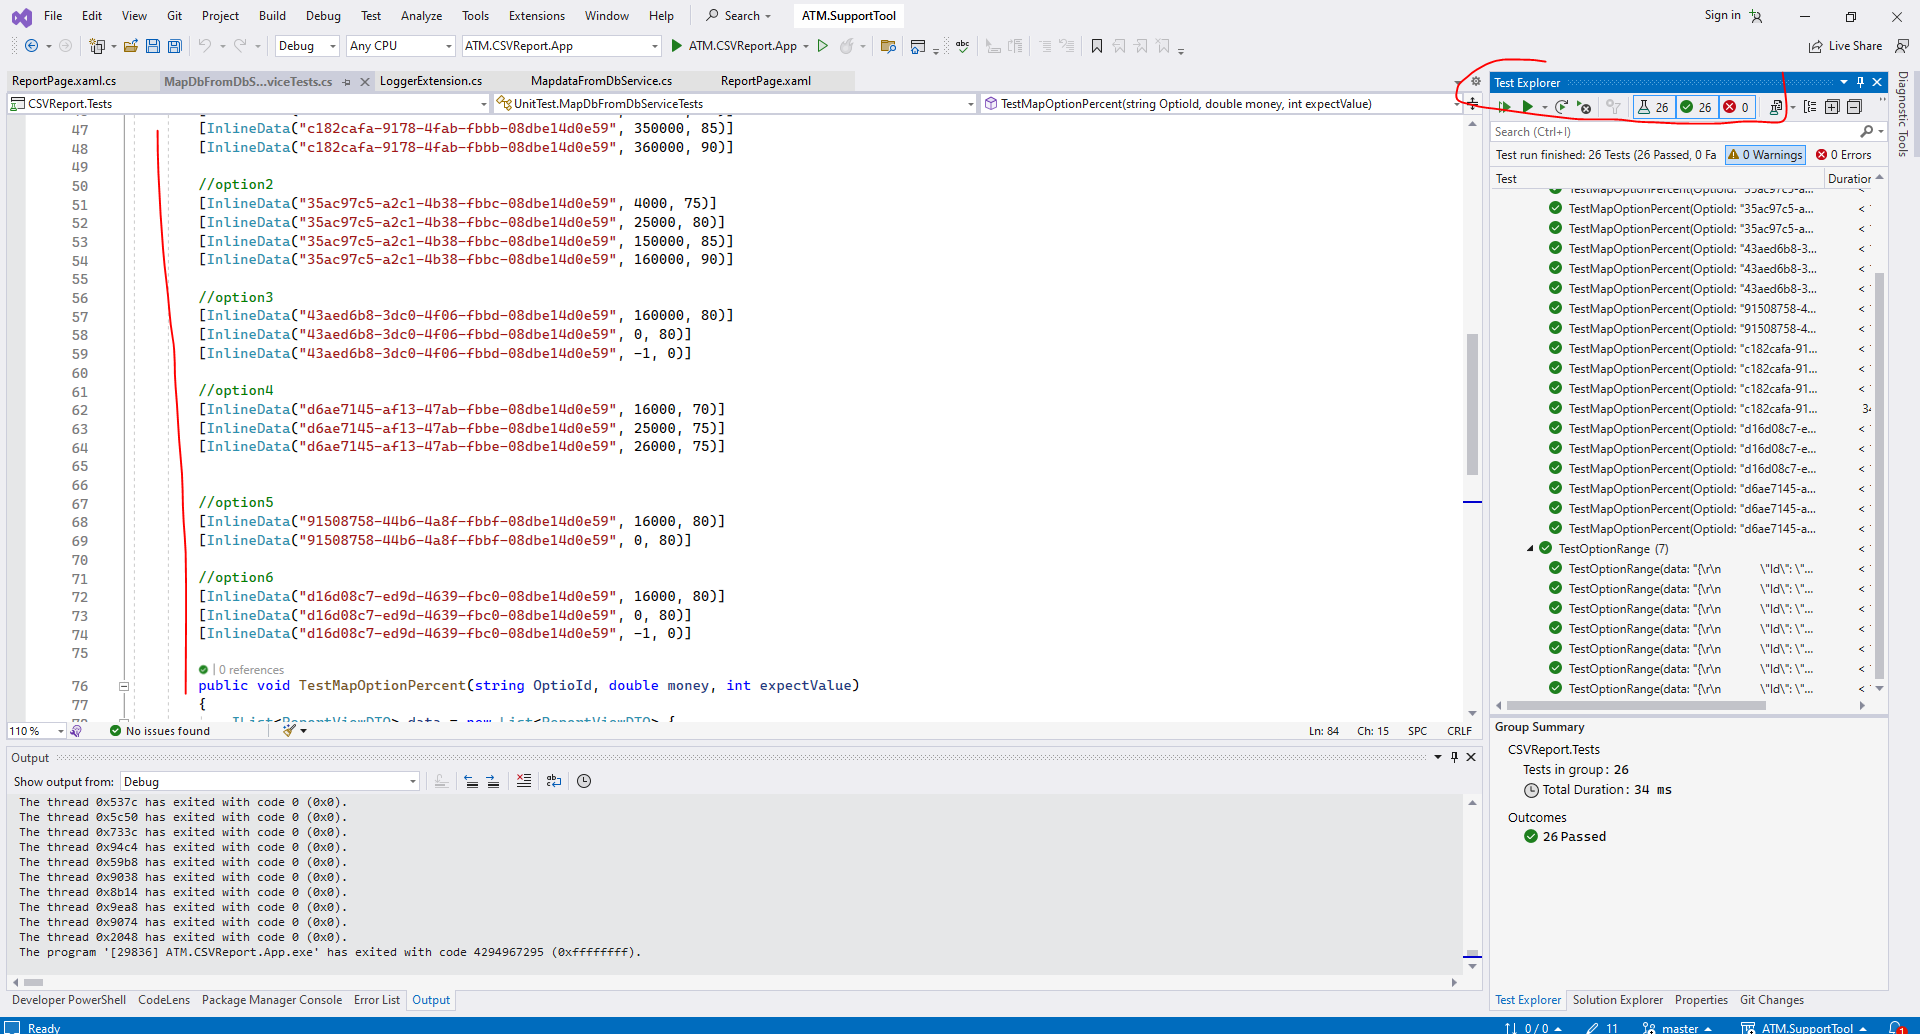 File Edit View Git Project Build Debug Test Analyze Tools Extensions Window Help Search ATM.SupportTool Sign in
Debug Any CPU ATM.CSVReport.App ATM.CSVReport.App Live Share
ReportPage.xaml.cs MapDbFromDbS...viceTests.cs LoggerExtension.cs MapdataFromDbService.cs ReportPage.xaml
CSVReport.Tests UnitTest.MapDbFromDbServiceTests TestMapOptionPercent(string OptioId, double money, int expectValue)
47 [InlineData("c182cafa-9178-4fab-fbbb-08dbe14d0e59", 350000, 85)]
48 [InlineData("c182cafa-9178-4fab-fbbb-08dbe14d0e59", 360000, 90)]
49
50 //option2
51 [InlineData("35ac97c5-a2c1-4b38-fbbc-08dbe14d0e59", 4000, 75)]
52 [InlineData("35ac97c5-a2c1-4b38-fbbc-08dbe14d0e59", 25000, 80)]
53 [InlineData("35ac97c5-a2c1-4b38-fbbc-08dbe14d0e59", 150000, 85)]
54 [InlineData("35ac97c5-a2c1-4b38-fbbc-08dbe14d0e59", 160000, 90)]
55
56 //option3
57 [InlineData("43aed6b8-3dc0-4f06-fbbd-08dbe14d0e59", 160000, 80)]
58 [InlineData("43aed6b8-3dc0-4f06-fbbd-08dbe14d0e59", 0, 80)]
59 [InlineData("43aed6b8-3dc0-4f06-fbbd-08dbe14d0e59", -1, 0)]
60
61 //option4
62 [InlineData("d6ae7145-af13-47ab-fbbe-08dbe14d0e59", 16000, 70)]
63 [InlineData("d6ae7145-af13-47ab-fbbe-08dbe14d0e59", 25000, 75)]
64 [InlineData("d6ae7145-af13-47ab-fbbe-08dbe14d0e59", 26000, 75)]
65
66
67 //option5
68 [InlineData("91508758-44b6-4a8f-fbbf-08dbe14d0e59", 16000, 80)]
69 [InlineData("91508758-44b6-4a8f-fbbf-08dbe14d0e59", 0, 80)]
70
71 //option6
72 [InlineData("d16d08c7-ed9d-4639-fbc0-08dbe14d0e59", 16000, 80)]
73 [InlineData("d16d08c7-ed9d-4639-fbc0-08dbe14d0e59", 0, 80)]
74 [InlineData("d16d08c7-ed9d-4639-fbc0-08dbe14d0e59", -1, 0)]
75
| 0 references
76 public void TestMapOptionPercent(string OptioId, double money, int expectValue)
77 {
IList<ReportViewDTO> data = new List<ReportViewDTO> {
110 % No issues found Ln: 84 Ch: 15 SPC CRLF
Output
Show output from: Debug
The thread 0x537c has exited with code 0 (0x0).
The thread 0x5c50 has exited with code 0 (0x0).
The thread 0x733c has exited with code 0 (0x0).
The thread 0x94c4 has exited with code 0 (0x0).
The thread 0x59b8 has exited with code 0 (0x0).
The thread 0x9038 has exited with code 0 (0x0).
The thread 0x8b14 has exited with code 0 (0x0).
The thread 0x9ea8 has exited with code 0 (0x0).
The thread 0x9074 has exited with code 0 (0x0).
The thread 0x2048 has exited with code 0 (0x0).
The program '[29836] ATM.CSVReport.App.exe' has exited with code 4294967295 (0xffffffff).
Developer PowerShell CodeLens Package Manager Console Error List Output
Test Explorer
26 26 0
Search (Ctrl+I)
Test run finished: 26 Tests (26 Passed, 0 Fa 0 Warnings 0 Errors
Test Duration
TestMapOptionPercent(OptioId: "35ac97c5-a...
TestMapOptionPercent(OptioId: "35ac97c5-a... <
TestMapOptionPercent(OptioId: "35ac97c5-a... <
TestMapOptionPercent(OptioId: "43aed6b8-3... <
TestMapOptionPercent(OptioId: "43aed6b8-3... <
TestMapOptionPercent(OptioId: "43aed6b8-3... <
TestMapOptionPercent(OptioId: "91508758-4... <
TestMapOptionPercent(OptioId: "91508758-4... <
TestMapOptionPercent(OptioId: "c182cafa-91... <
TestMapOptionPercent(OptioId: "c182cafa-91... <
TestMapOptionPercent(OptioId: "c182cafa-91... <
TestMapOptionPercent(OptioId: "c182cafa-91... 34
TestMapOptionPercent(OptioId: "d16d08c7-e... <
TestMapOptionPercent(OptioId: "d16d08c7-e... <
TestMapOptionPercent(OptioId: "d16d08c7-e... <
TestMapOptionPercent(OptioId: "d6ae7145-a... <
TestMapOptionPercent(OptioId: "d6ae7145-a... <
TestMapOptionPercent(OptioId: "d6ae7145-a... <
TestOptionRange (7) <
TestOptionRange(data: "{\r\n \"Id\": \"... <
TestOptionRange(data: "{\r\n \"Id\": \"... <
TestOptionRange(data: "{\r\n \"Id\": \"... <
TestOptionRange(data: "{\r\n \"Id\": \"... <
TestOptionRange(data: "{\r\n \"Id\": \"... <
TestOptionRange(data: "{\r\n \"Id\": \"... <
TestOptionRange(data: "{\r\n \"Id\": \"... <
Group Summary
CSVReport.Tests
Tests in group: 26
Total Duration: 34 ms
Outcomes
26 Passed
Test Explorer Solution Explorer Properties Git Changes
Diagnostic Tools
Ready 0 / 0 11 master ATM.SupportTool 1